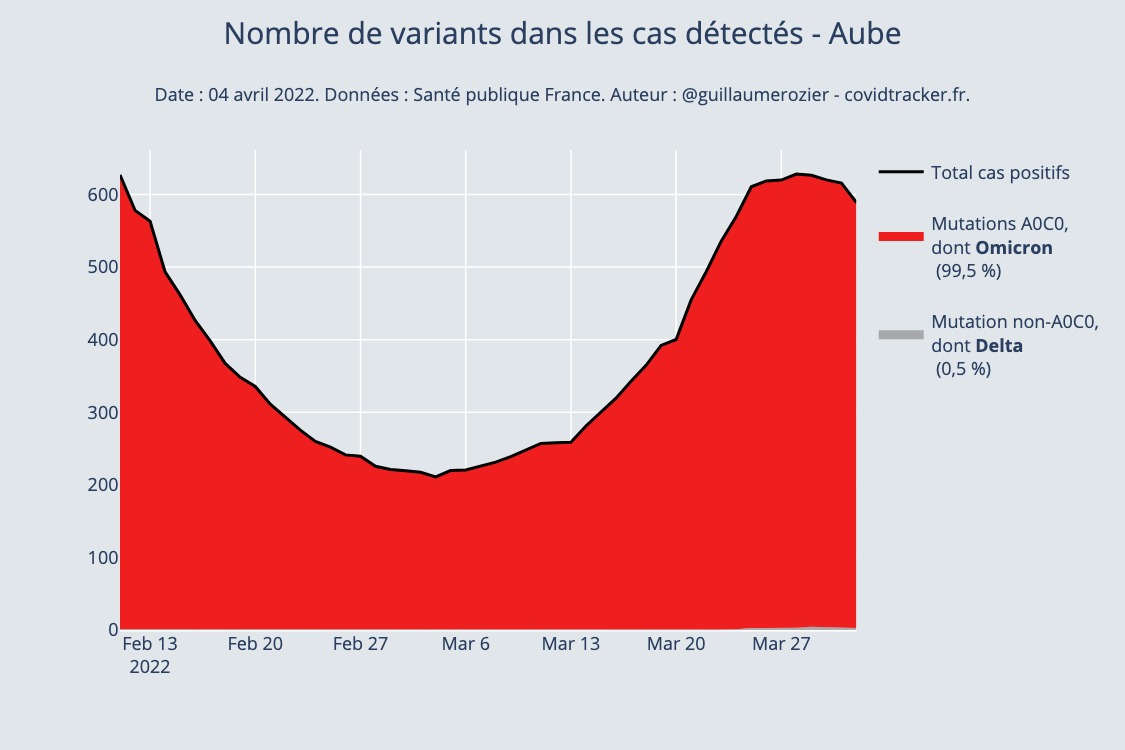 Nombre de variants dans les cas détectés - Aube
Date : 04 avril 2022. Données : Santé publique France. Auteur : @guillaumerozier - covidtracker.fr.
Total cas positifs
Mutations A0C0,
dont Omicron
(99,5 %)
Mutation non-A0C0,
dont Delta
(0,5 %)
600
500
400
300
200
100
0
Feb 13 Feb 20 Feb 27 Mar 6 Mar 13 Mar 20 Mar 27
2022